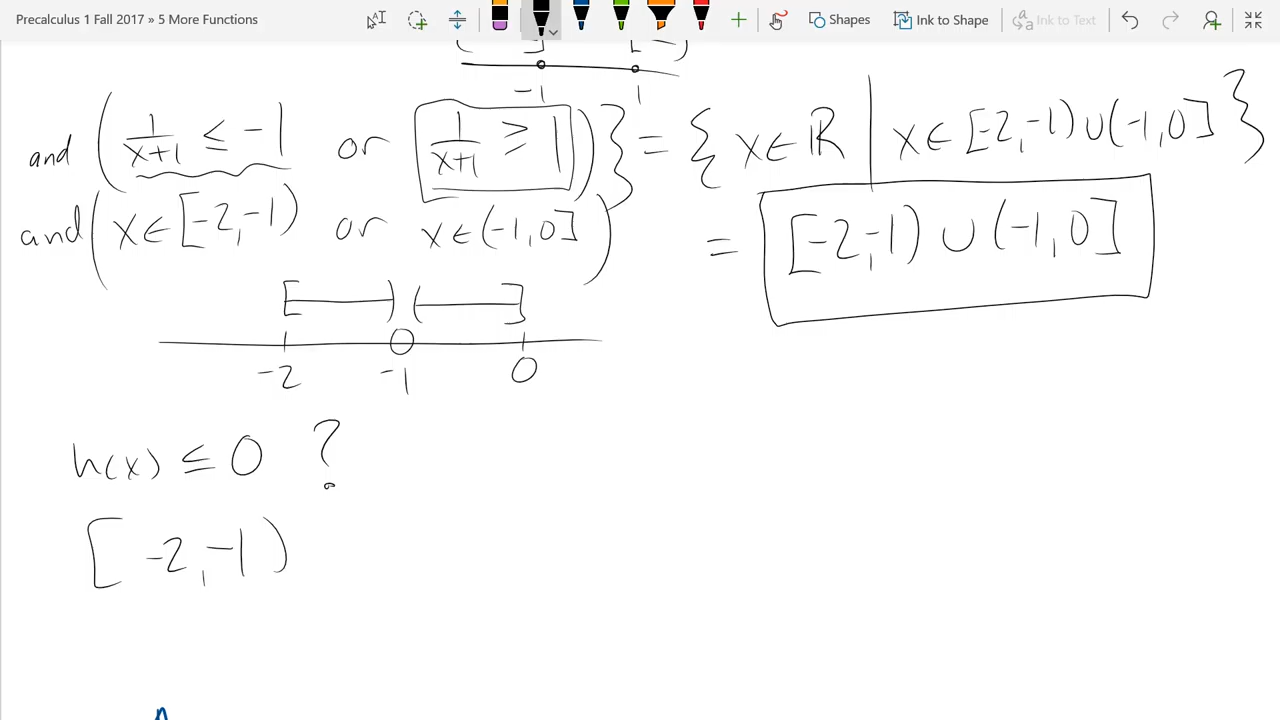 Precalculus 1 Fall 2017 » 5 More Functions
Shapes Ink to Shape Ink to Text
-1 1
and (1/(x+1) ≤ -1 or 1/(x+1) ≥ 1)} = {x∈ℝ | x∈[-2,-1)∪(-1,0]}
and (x∈[-2,-1) or x∈(-1,0]) = [-2,-1) ∪ (-1,0]
-2 -1 0
h(x) ≤ 0 ?
[-2,-1)